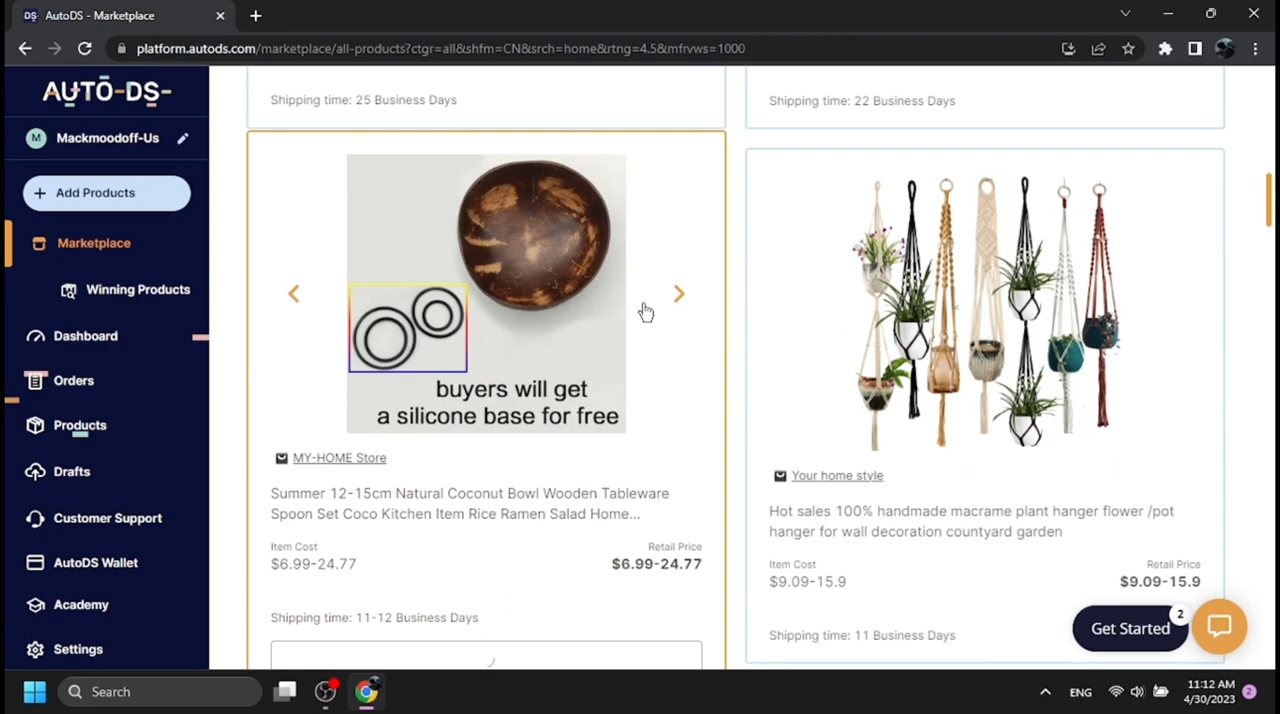 AutoDS - Marketplace
platform.autods.com/marketplace/all-products?ctgr=all&shfm=CN&srch=home&rtng=4.5&mfrvws=1000
AUTO-DS-
M Mackmoodoff-Us
+ Add Products
Marketplace
Winning Products
Dashboard
Orders
Products
Drafts
Customer Support
AutoDS Wallet
Academy
Settings
Shipping time: 25 Business Days
Shipping time: 22 Business Days
buyers will get
a silicone base for free
MY-HOME Store
Summer 12-15cm Natural Coconut Bowl Wooden Tableware
Spoon Set Coco Kitchen Item Rice Ramen Salad Home...
Item Cost Retail Price
$6.99-24.77 $6.99-24.77
Shipping time: 11-12 Business Days
Your home style
Hot sales 100% handmade macrame plant hanger flower /pot
hanger for wall decoration countyard garden
Item Cost Retail Price
$9.09-15.9 $9.09-15.9
Shipping time: 11 Business Days
Get Started 2
Search
ENG
11:12 AM
4/30/2023 2